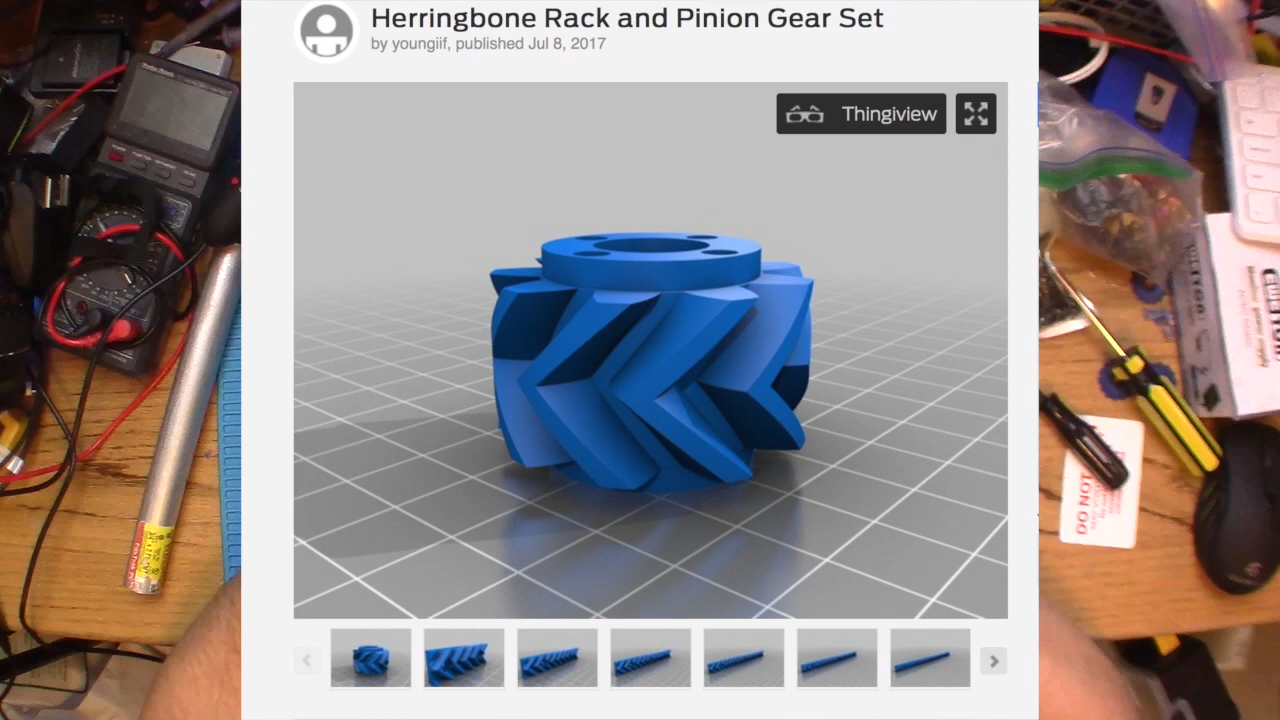 Herringbone Rack and Pinion Gear Set
by youngiif, published Jul 8, 2017
Thingiview